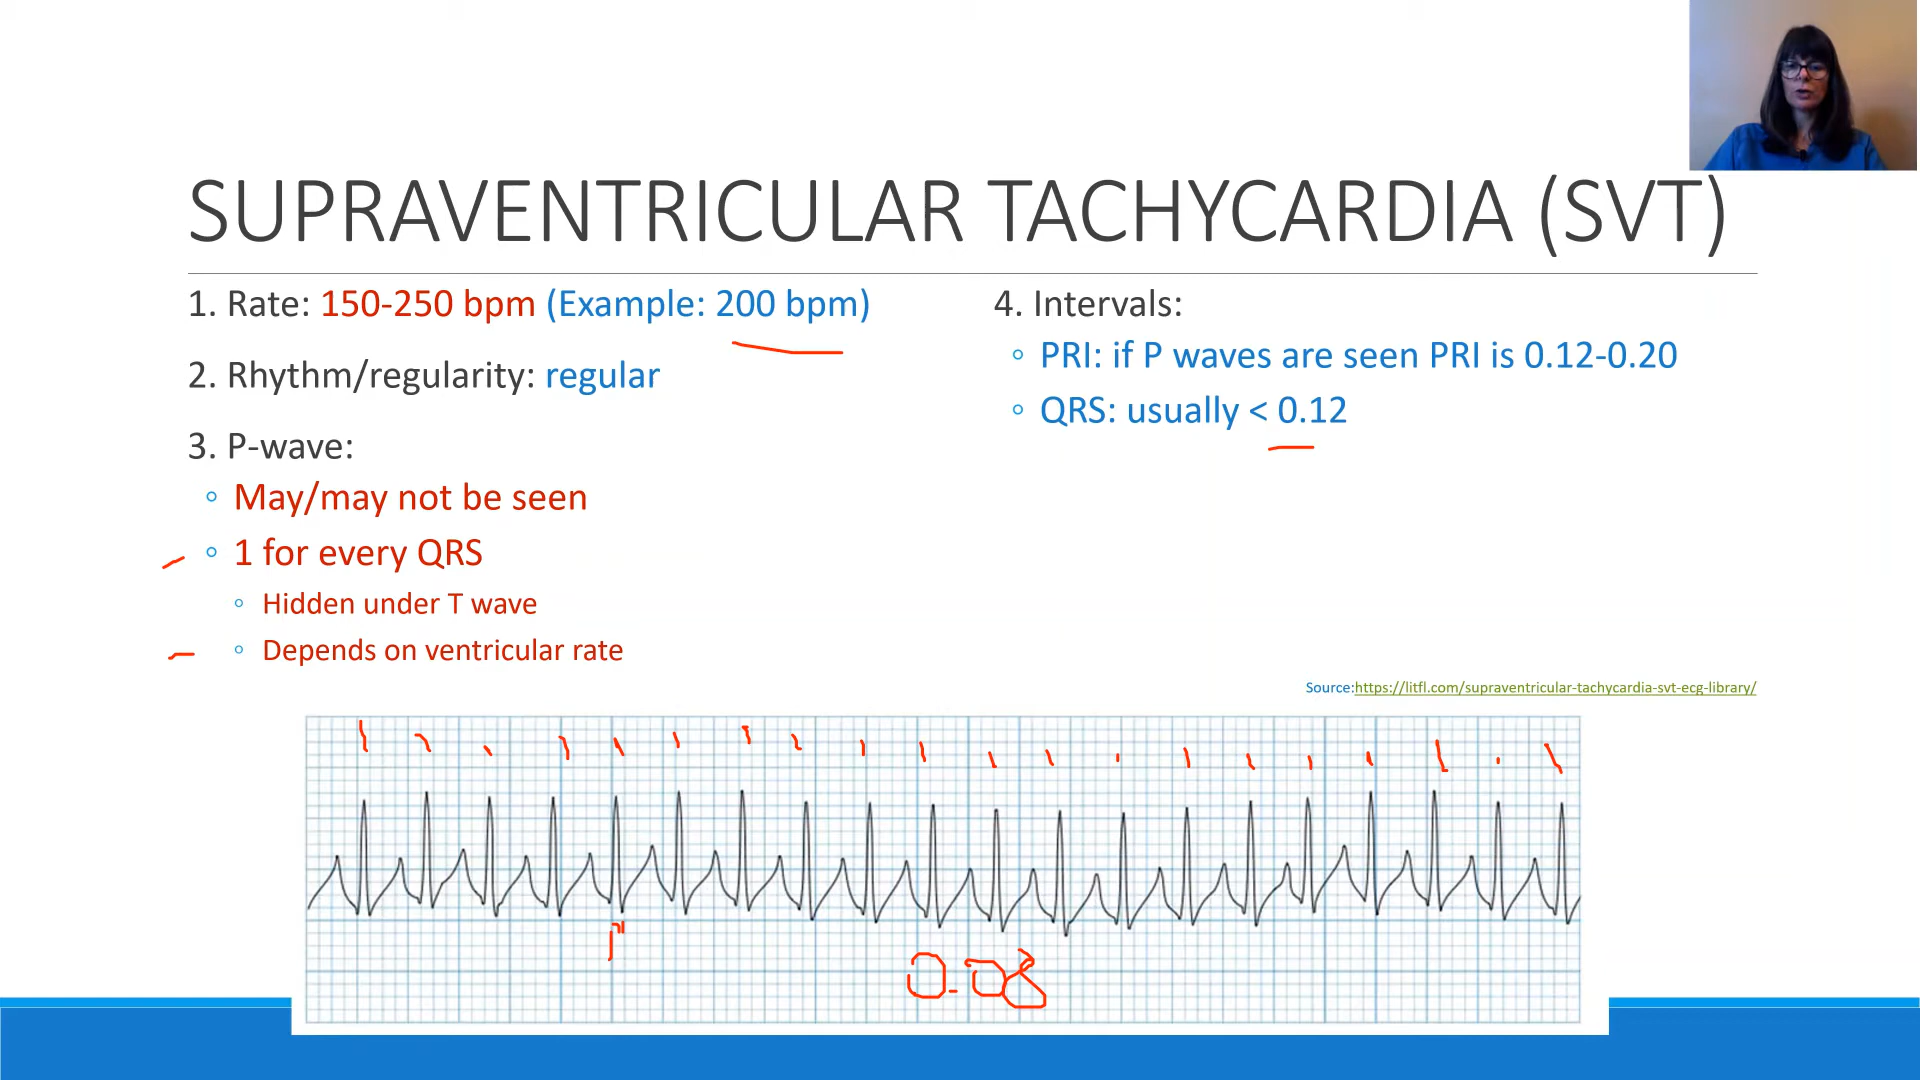 SUPRAVENTRICULAR TACHYCARDIA (SVT)
1. Rate: 150-250 bpm (Example: 200 bpm)
2. Rhythm/regularity: regular
3. P-wave:
◦ May/may not be seen
◦ 1 for every QRS
◦ Hidden under T wave
◦ Depends on ventricular rate
4. Intervals:
◦ PRI: if P waves are seen PRI is 0.12-0.20
◦ QRS: usually < 0.12
Source:https://litfl.com/supraventricular-tachycardia-svt-ecg-library/
0.08